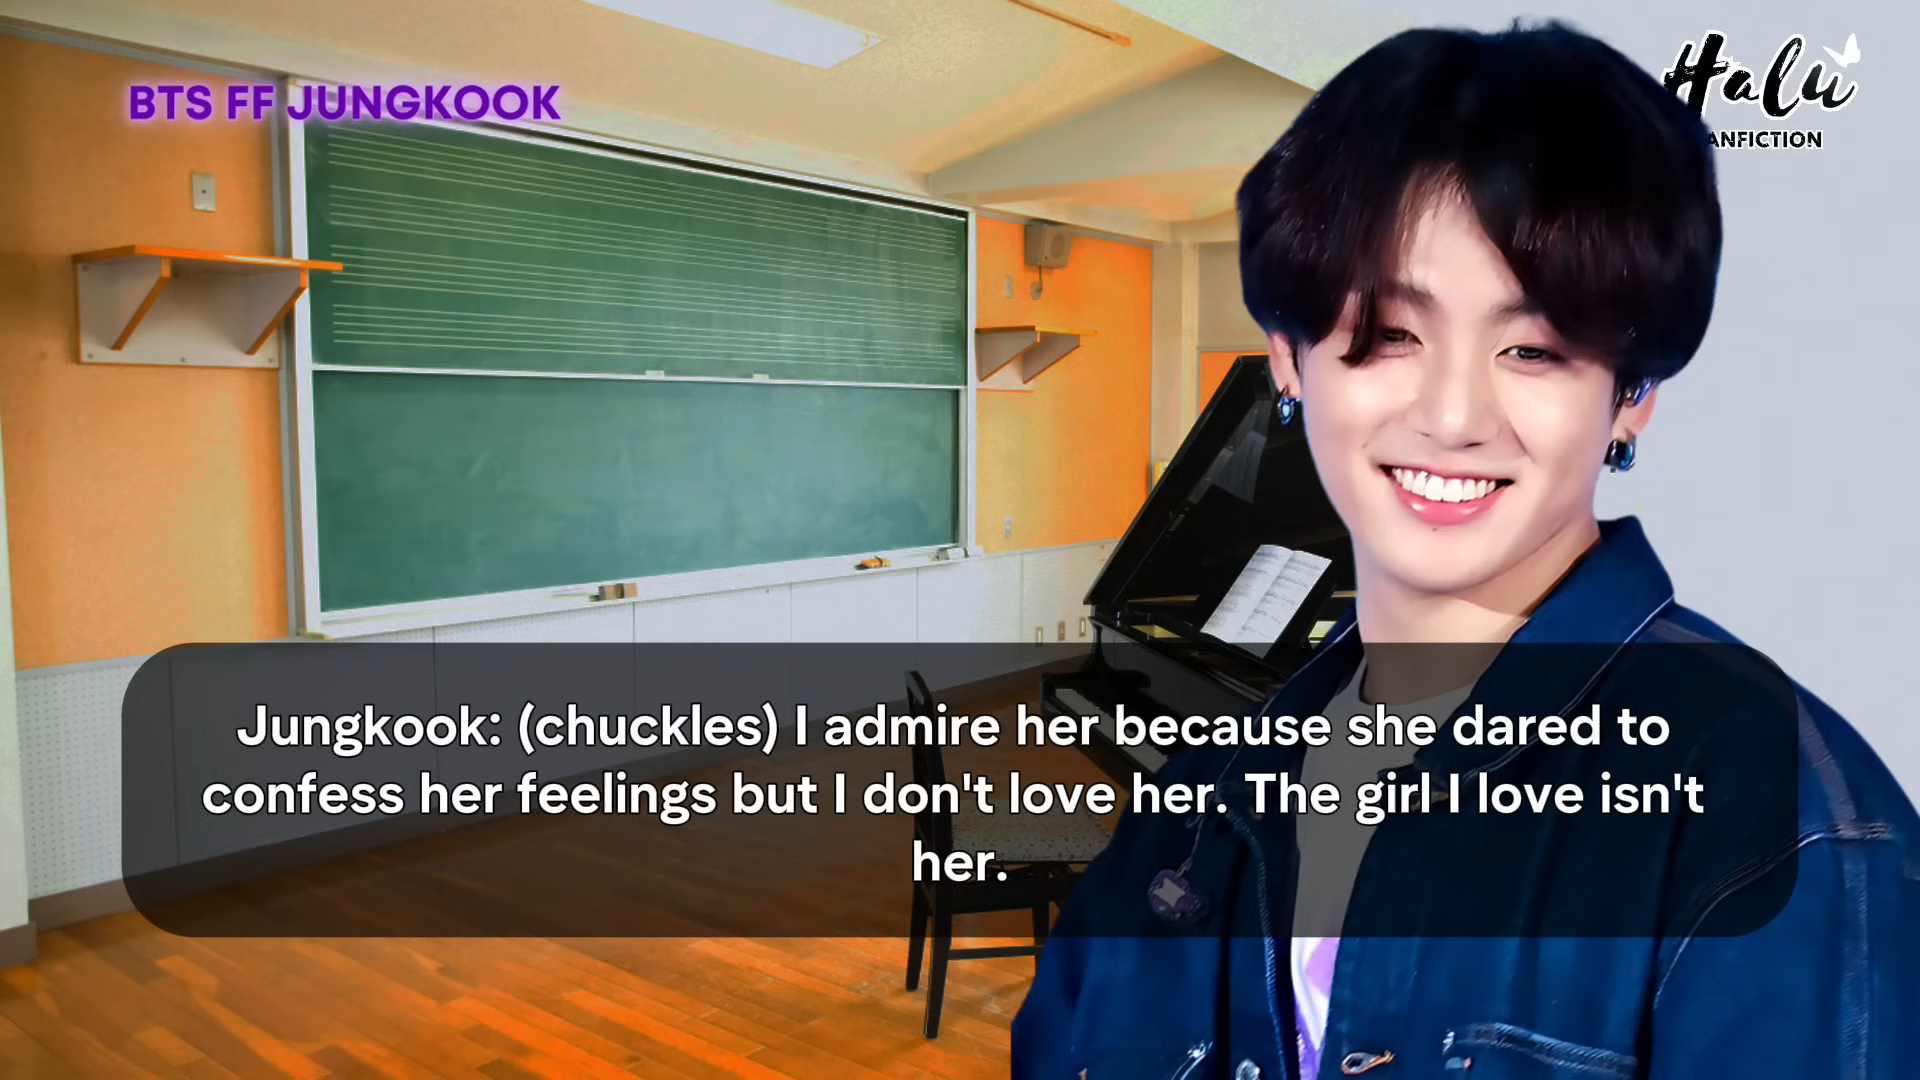 BTS FF JUNGKOOK
Halu
ANFICTION
Jungkook: (chuckles) I admire her because she dared to
confess her feelings but I don't love her. The girl I love isn't
her.